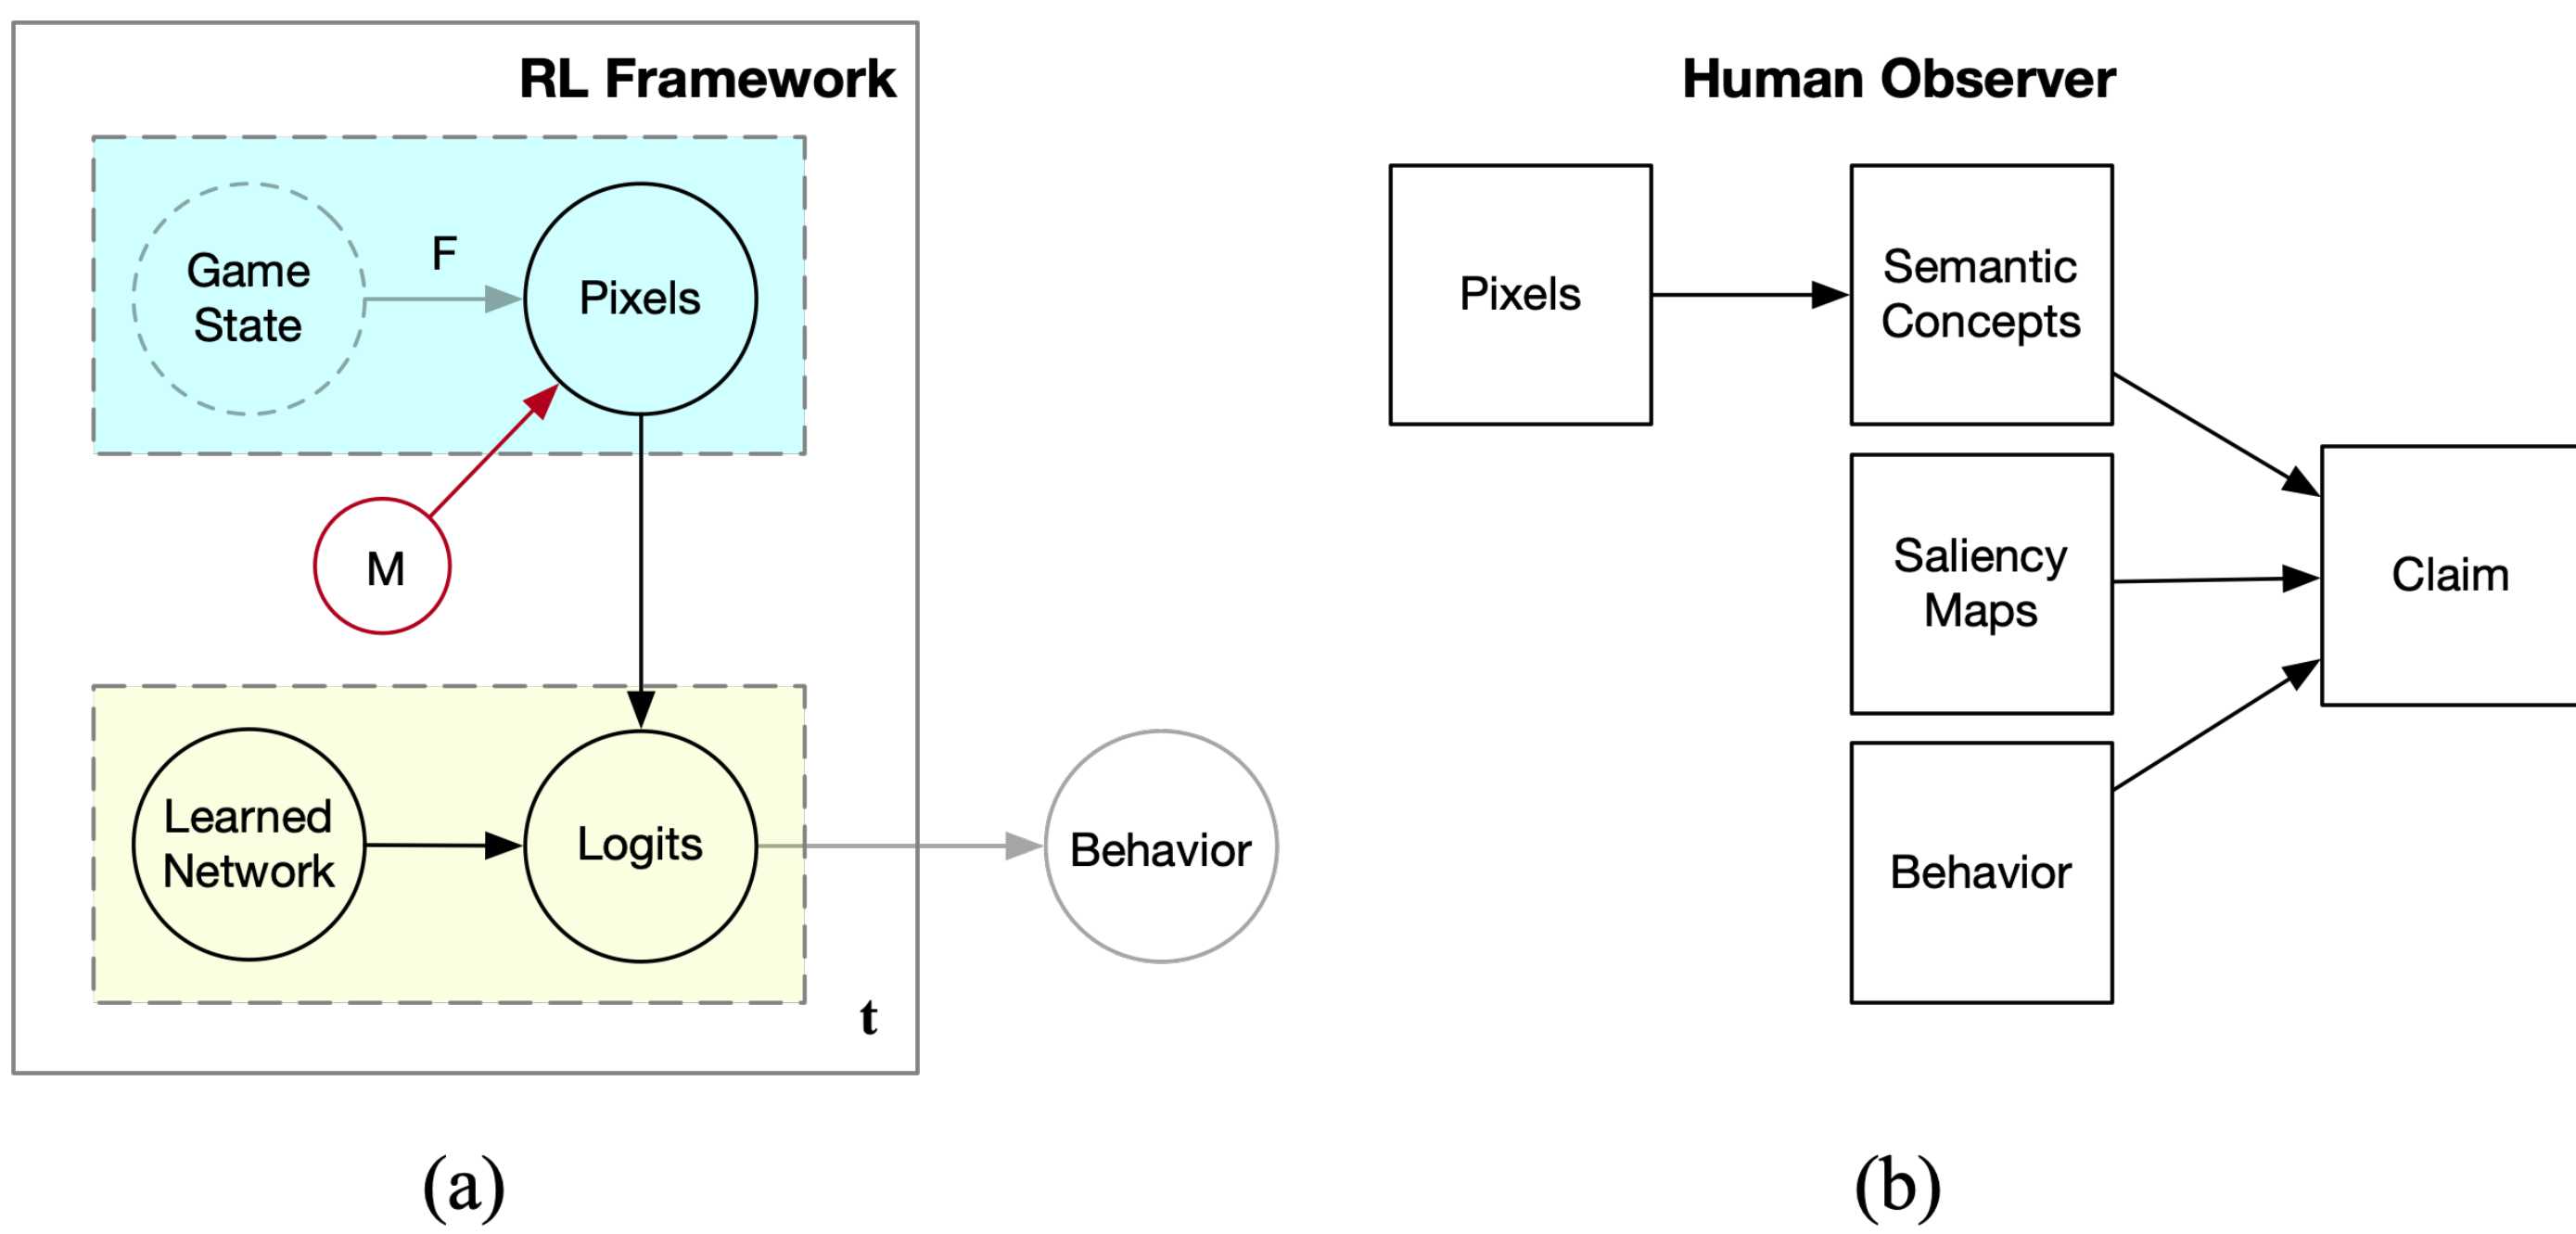 RL Framework
Game
State
F
Pixels
M
Learned
Network
Logits
t
Behavior
(a)
Human Observer
Pixels
Semantic
Concepts
Saliency
Maps
Behavior
Claim
(b)